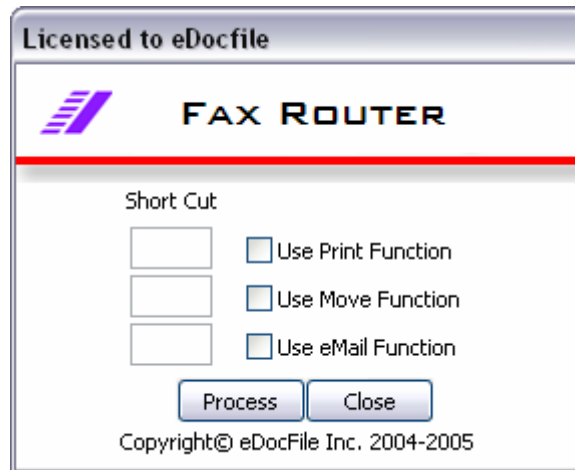 Licensed to eDocfile
FAX ROUTER
Short Cut
Use Print Function
Use Move Function
Use eMail Function
Process Close
Copyright© eDocFile Inc. 2004-2005